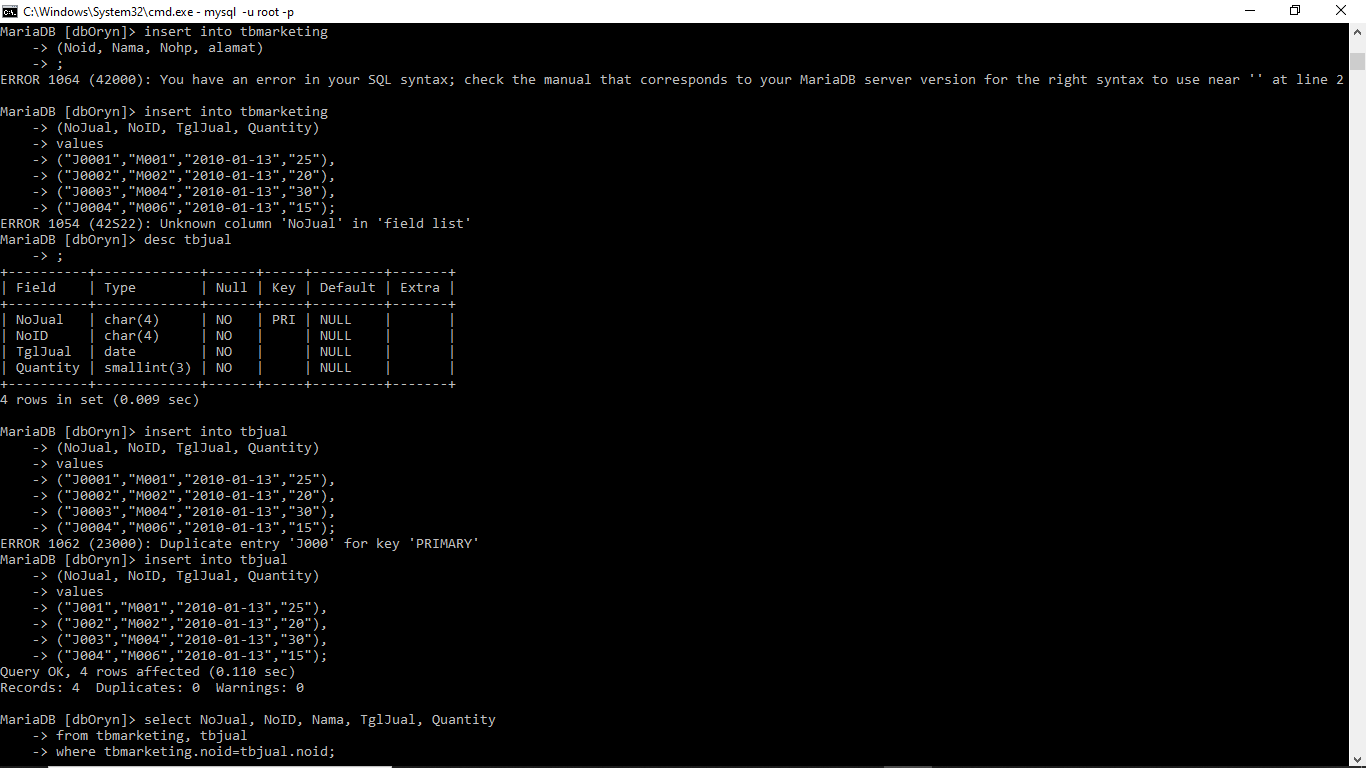 C:\Windows\System32\cmd.exe - mysql  -u root -p
MariaDB [dbOryn]> insert into tbmarketing
    -> (Noid, Nama, Nohp, alamat)
    -> ;
ERROR 1064 (42000): You have an error in your SQL syntax; check the manual that corresponds to your MariaDB server version for the right syntax to use near '' at line 2
MariaDB [dbOryn]> insert into tbmarketing
    -> (NoJual, NoID, TglJual, Quantity)
    -> values
    -> ("J0001","M001","2010-01-13","25"),
    -> ("J0002","M002","2010-01-13","20"),
    -> ("J0003","M004","2010-01-13","30"),
    -> ("J0004","M006","2010-01-13","15");
ERROR 1054 (42S22): Unknown column 'NoJual' in 'field list'
MariaDB [dbOryn]> desc tbjual
    -> ;
+----------+-------------+------+-----+---------+-------+
| Field    | Type        | Null | Key | Default | Extra |
+----------+-------------+------+-----+---------+-------+
| NoJual   | char(4)     | NO   | PRI | NULL    |       |
| NoID     | char(4)     | NO   |     | NULL    |       |
| TglJual  | date        | NO   |     | NULL    |       |
| Quantity | smallint(3) | NO   |     | NULL    |       |
+----------+-------------+------+-----+---------+-------+
4 rows in set (0.009 sec)
MariaDB [dbOryn]> insert into tbjual
    -> (NoJual, NoID, TglJual, Quantity)
    -> values
    -> ("J0001","M001","2010-01-13","25"),
    -> ("J0002","M002","2010-01-13","20"),
    -> ("J0003","M004","2010-01-13","30"),
    -> ("J0004","M006","2010-01-13","15");
ERROR 1062 (23000): Duplicate entry 'J000' for key 'PRIMARY'
MariaDB [dbOryn]> insert into tbjual
    -> (NoJual, NoID, TglJual, Quantity)
    -> values
    -> ("J001","M001","2010-01-13","25"),
    -> ("J002","M002","2010-01-13","20"),
    -> ("J003","M004","2010-01-13","30"),
    -> ("J004","M006","2010-01-13","15");
Query OK, 4 rows affected (0.110 sec)
Records: 4  Duplicates: 0  Warnings: 0
MariaDB [dbOryn]> select NoJual, NoID, Nama, TglJual, Quantity
    -> from tbmarketing, tbjual
    -> where tbmarketing.noid=tbjual.noid;